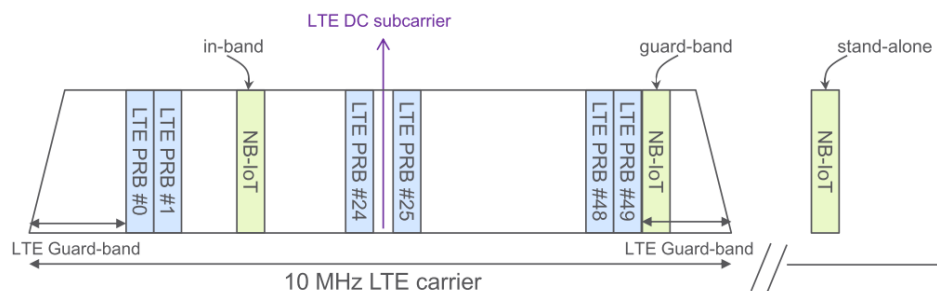 LTE DC subcarrier
in-band
guard-band
stand-alone
LTE PRB #0
LTE PRB #1
NB-IoT
LTE PRB #24
LTE PRB #25
LTE PRB #48
LTE PRB #49
NB-IoT
NB-IoT
LTE Guard-band
LTE Guard-band
10 MHz LTE carrier